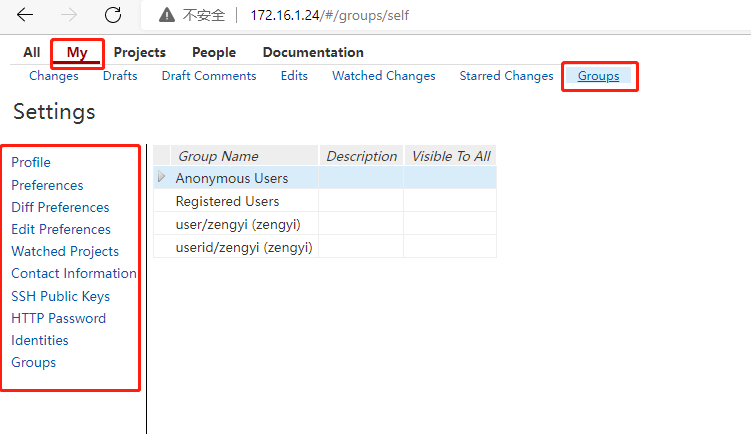 不安全 172.16.1.24/#/groups/self
All My Projects People Documentation
Changes Drafts Draft Comments Edits Watched Changes Starred Changes Groups
Settings
Profile
Preferences
Diff Preferences
Edit Preferences
Watched Projects
Contact Information
SSH Public Keys
HTTP Password
Identities
Groups
Group Name Description Visible To All
Anonymous Users
Registered Users
user/zengyi (zengyi)
userid/zengyi (zengyi)